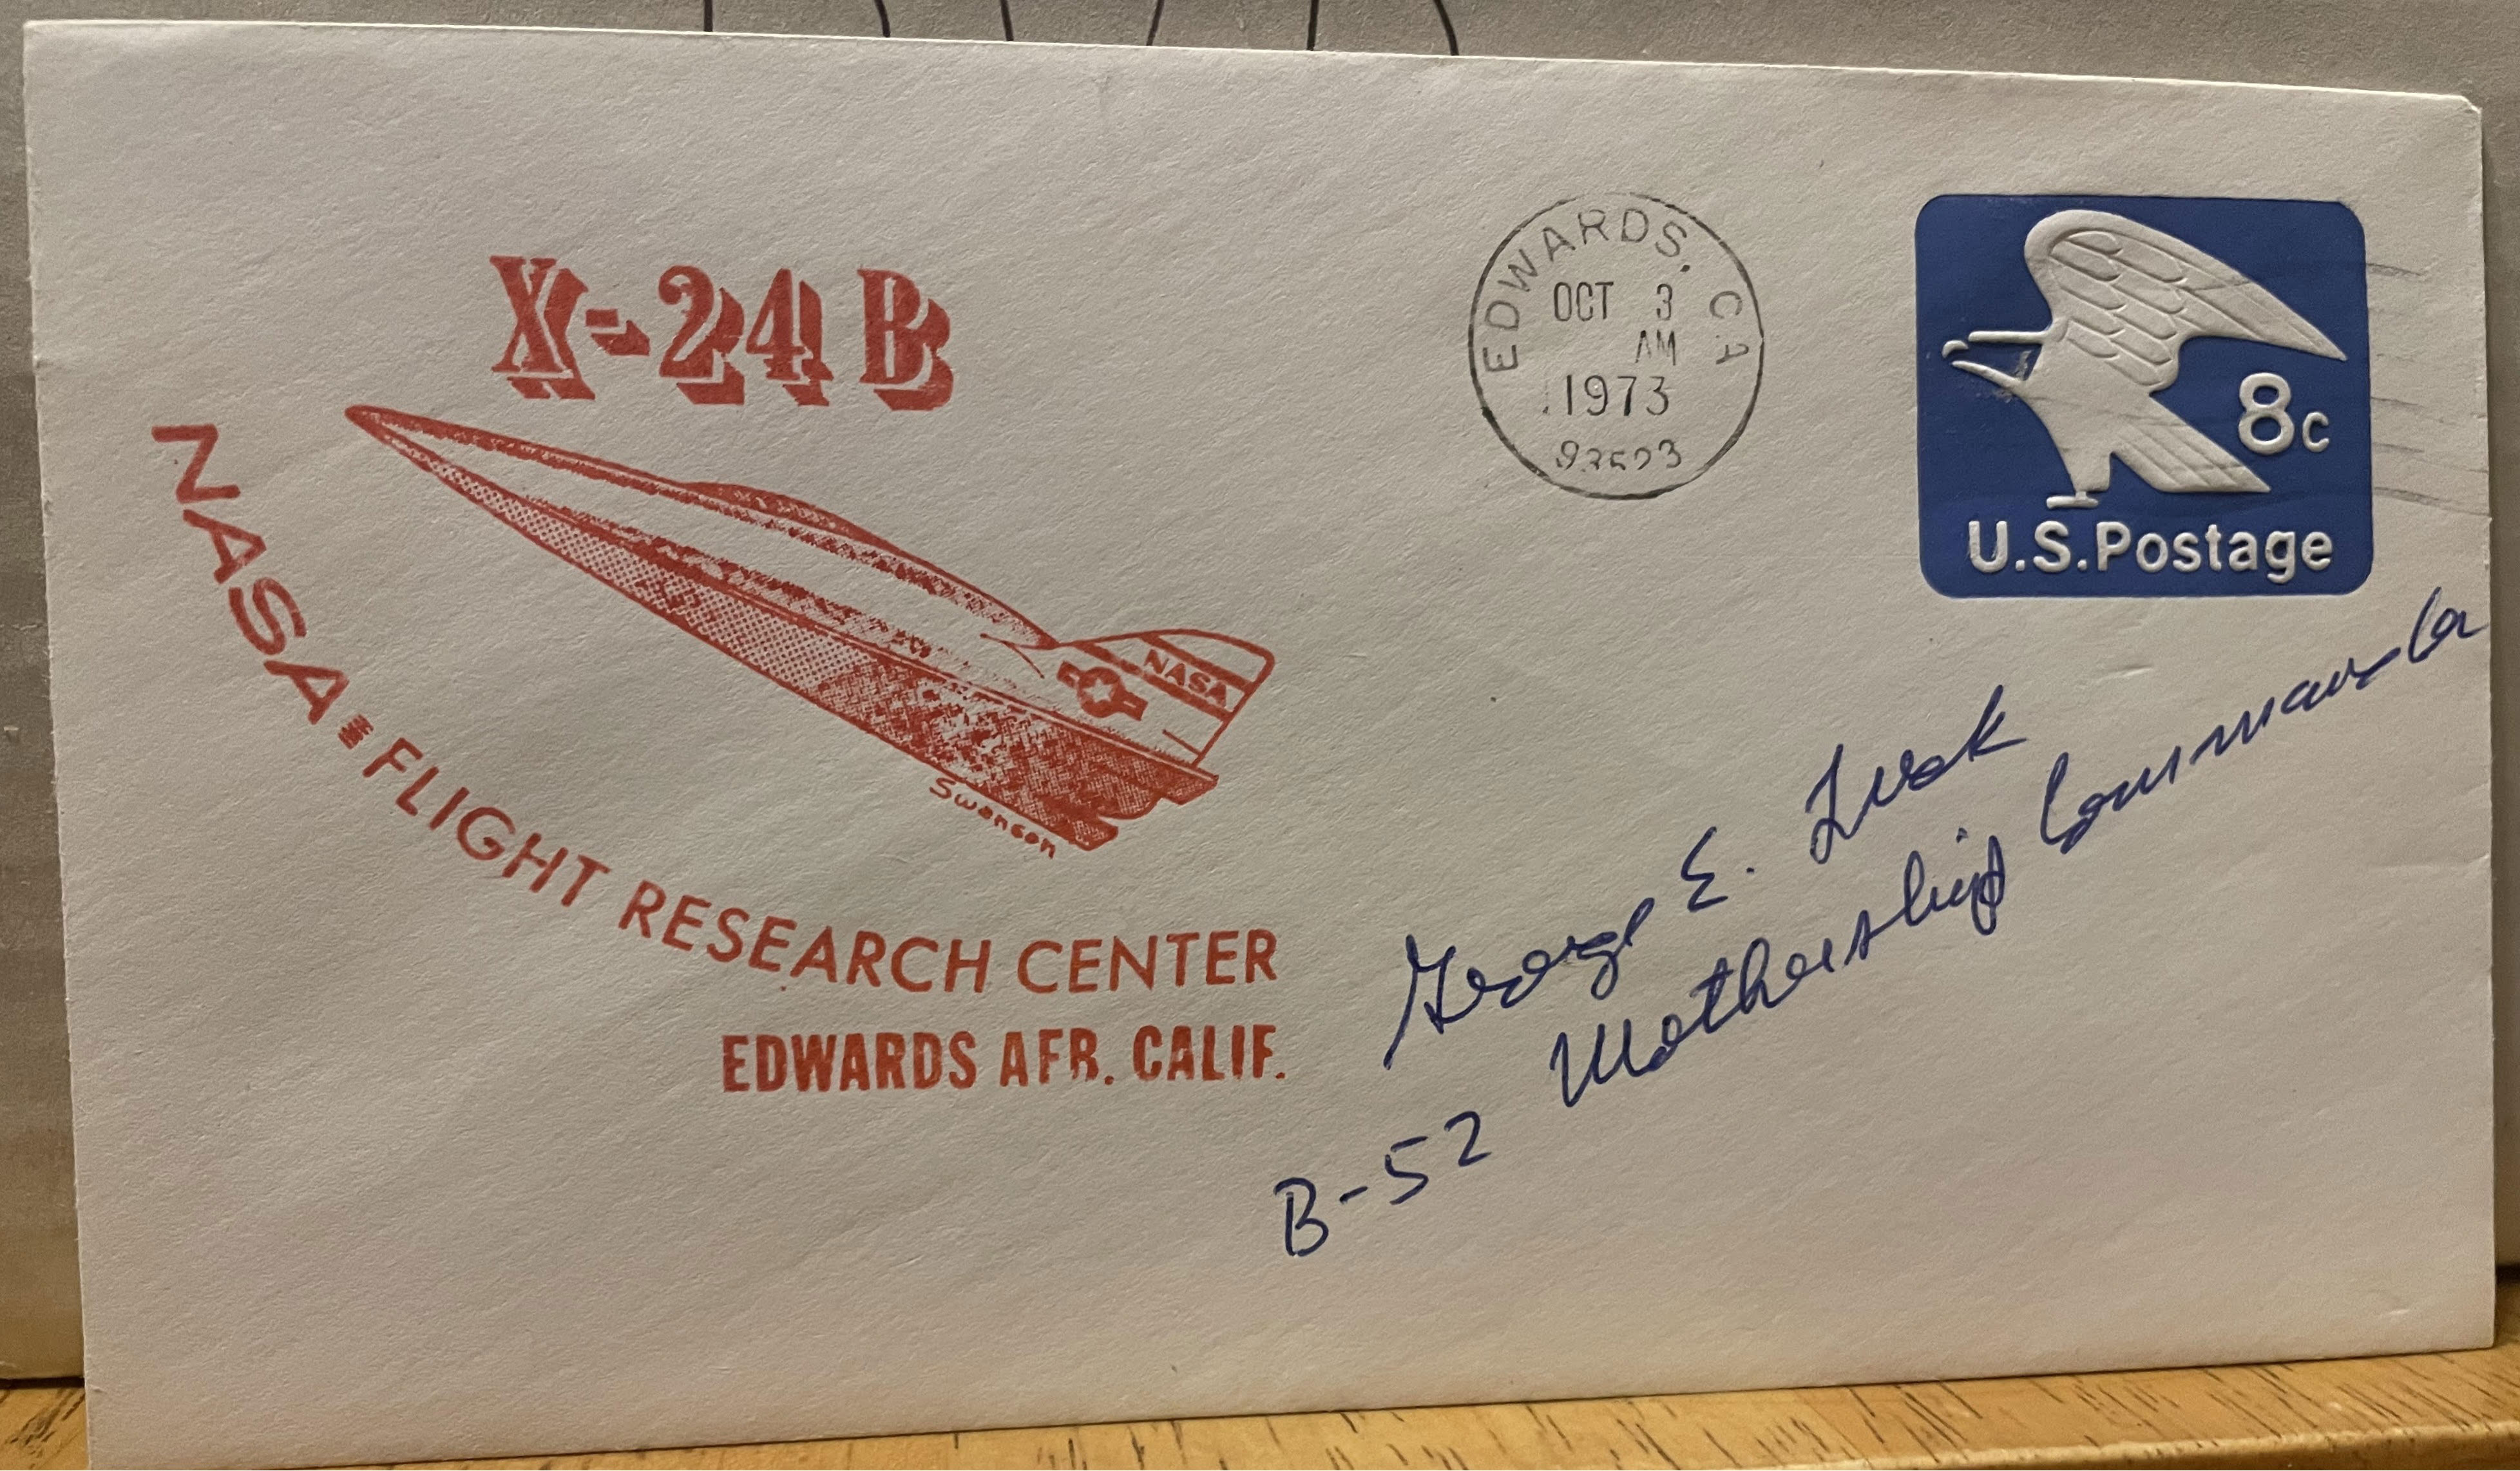 X-24B
NASA
NASA FLIGHT RESEARCH CENTER
EDWARDS AFB. CALIF.
Swanson
EDWARDS, CA
OCT 3
AM
1973
93523
8c
U.S.Postage
George E.
B-52 Mothership Commander